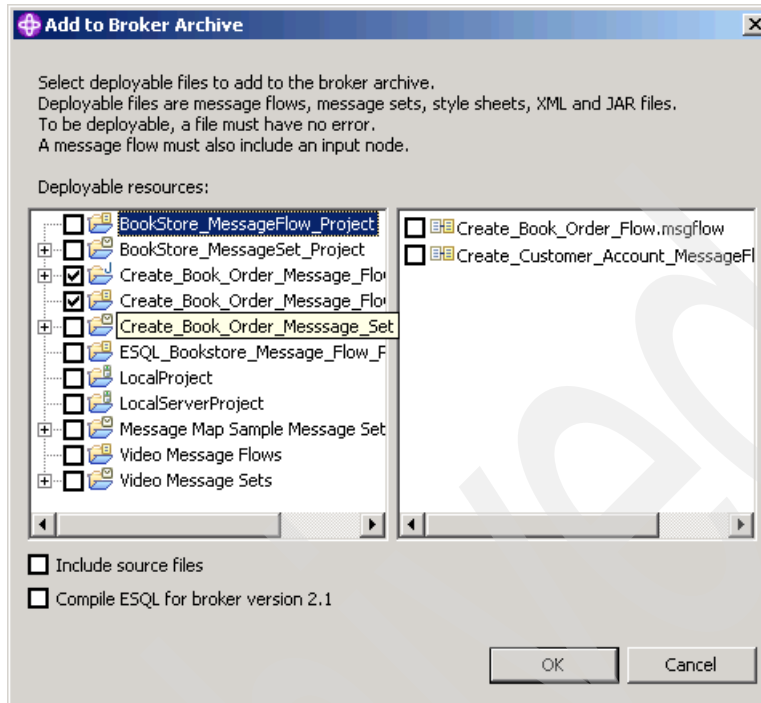 Add to Broker Archive
Select deployable files to add to the broker archive.
Deployable files are message flows, message sets, style sheets, XML and JAR files.
To be deployable, a file must have no error.
A message flow must also include an input node.
Deployable resources:
BookStore_MessageFlow_Project
BookStore_MessageSet_Project
Create_Book_Order_Message_Flo
Create_Book_Order_Message_Flo
Create_Book_Order_Messsage_Set
ESQL_Bookstore_Message_Flow_P
LocalProject
LocalServerProject
Message Map Sample Message Set
Video Message Flows
Video Message Sets
Create_Book_Order_Flow.msgflow
Create_Customer_Account_MessageFl
Include source files
Compile ESQL for broker version 2.1
OK
Cancel